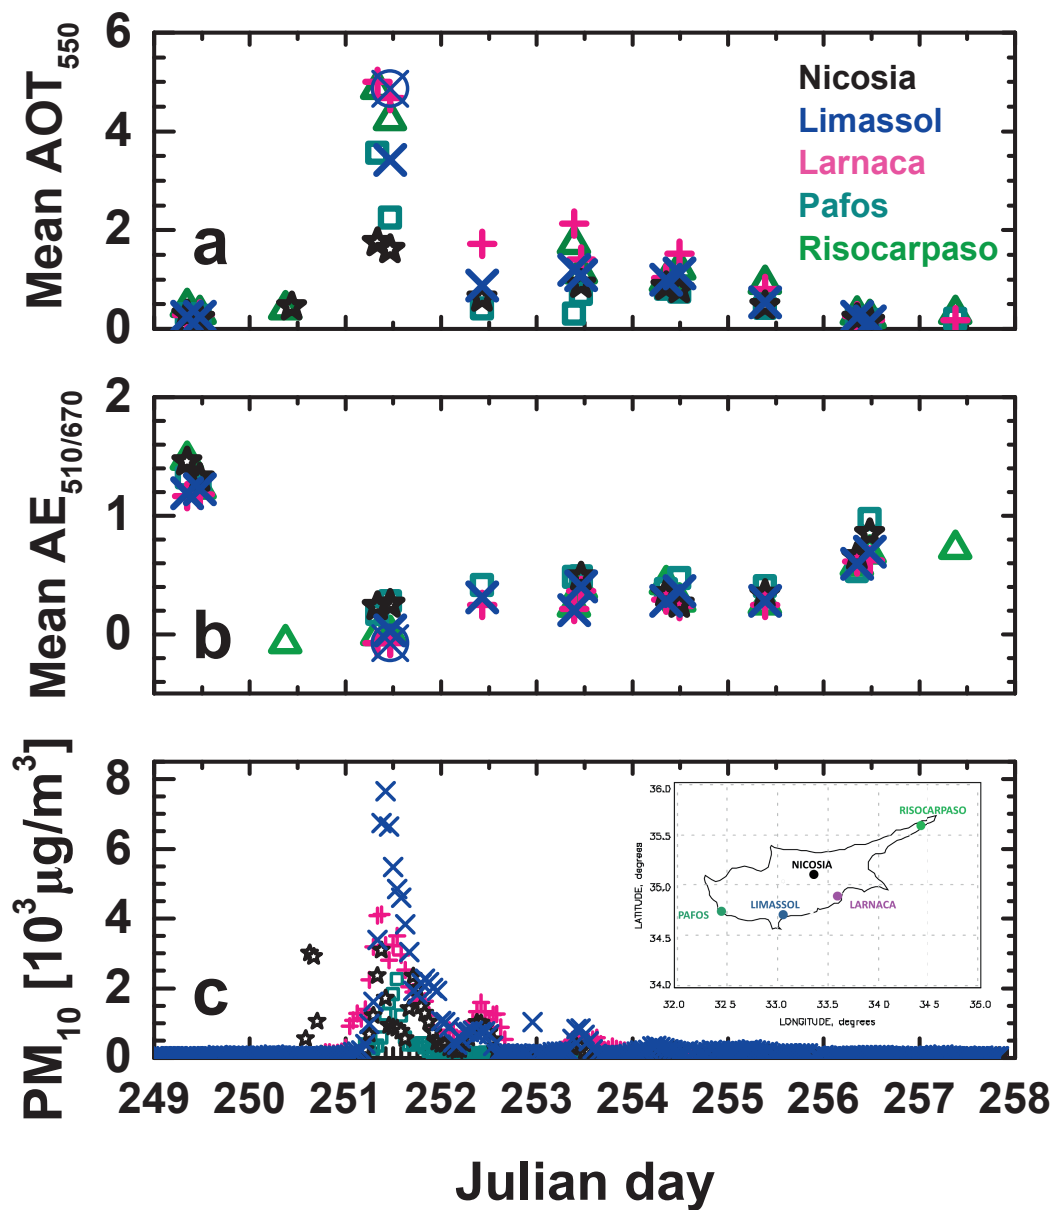 Mean AOT550
6
4
2
0
a
Nicosia
Limassol
Larnaca
Pafos
Risocarpaso
Mean AE510/670
2
1
0
b
PM10 [10³µg/m³]
8
6
4
2
0
c
LATITUDE, degrees
36.0
35.5
35.0
34.5
34.0
RISOCARPASO
NICOSIA
PAFOS
LIMASSOL
LARNACA
32.0 32.5 33.0 33.5 34.0 34.5 35.0
LONGITUDE, degrees
249 250 251 252 253 254 255 256 257 258
Julian day